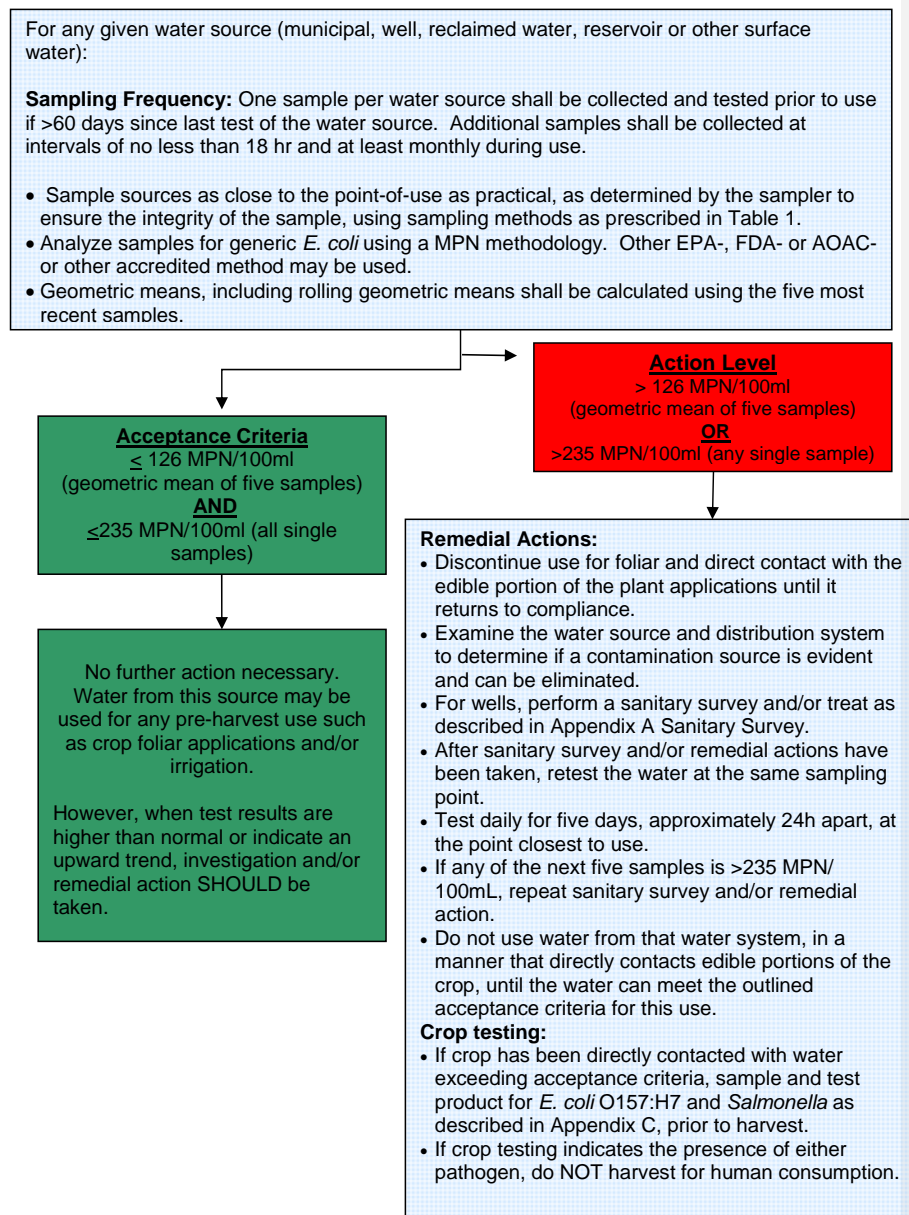 For any given water source (municipal, well, reclaimed water, reservoir or other surface
water):
Sampling Frequency: One sample per water source shall be collected and tested prior to use
if >60 days since last test of the water source. Additional samples shall be collected at
intervals of no less than 18 hr and at least monthly during use.
• Sample sources as close to the point-of-use as practical, as determined by the sampler to
ensure the integrity of the sample, using sampling methods as prescribed in Table 1.
• Analyze samples for generic E. coli using a MPN methodology. Other EPA-, FDA- or AOAC-
or other accredited method may be used.
• Geometric means, including rolling geometric means shall be calculated using the five most
recent samples.
Acceptance Criteria
≤ 126 MPN/100ml
(geometric mean of five samples)
AND
≤235 MPN/100ml (all single
samples)
No further action necessary.
Water from this source may be
used for any pre-harvest use such
as crop foliar applications and/or
irrigation.
However, when test results are
higher than normal or indicate an
upward trend, investigation and/or
remedial action SHOULD be
taken.
Action Level
> 126 MPN/100ml
(geometric mean of five samples)
OR
>235 MPN/100ml (any single sample)
Remedial Actions:
• Discontinue use for foliar and direct contact with the
edible portion of the plant applications until it
returns to compliance.
• Examine the water source and distribution system
to determine if a contamination source is evident
and can be eliminated.
• For wells, perform a sanitary survey and/or treat as
described in Appendix A Sanitary Survey.
• After sanitary survey and/or remedial actions have
been taken, retest the water at the same sampling
point.
• Test daily for five days, approximately 24h apart, at
the point closest to use.
• If any of the next five samples is >235 MPN/
100mL, repeat sanitary survey and/or remedial
action.
• Do not use water from that water system, in a
manner that directly contacts edible portions of the
crop, until the water can meet the outlined
acceptance criteria for this use.
Crop testing:
• If crop has been directly contacted with water
exceeding acceptance criteria, sample and test
product for E. coli O157:H7 and Salmonella as
described in Appendix C, prior to harvest.
• If crop testing indicates the presence of either
pathogen, do NOT harvest for human consumption.